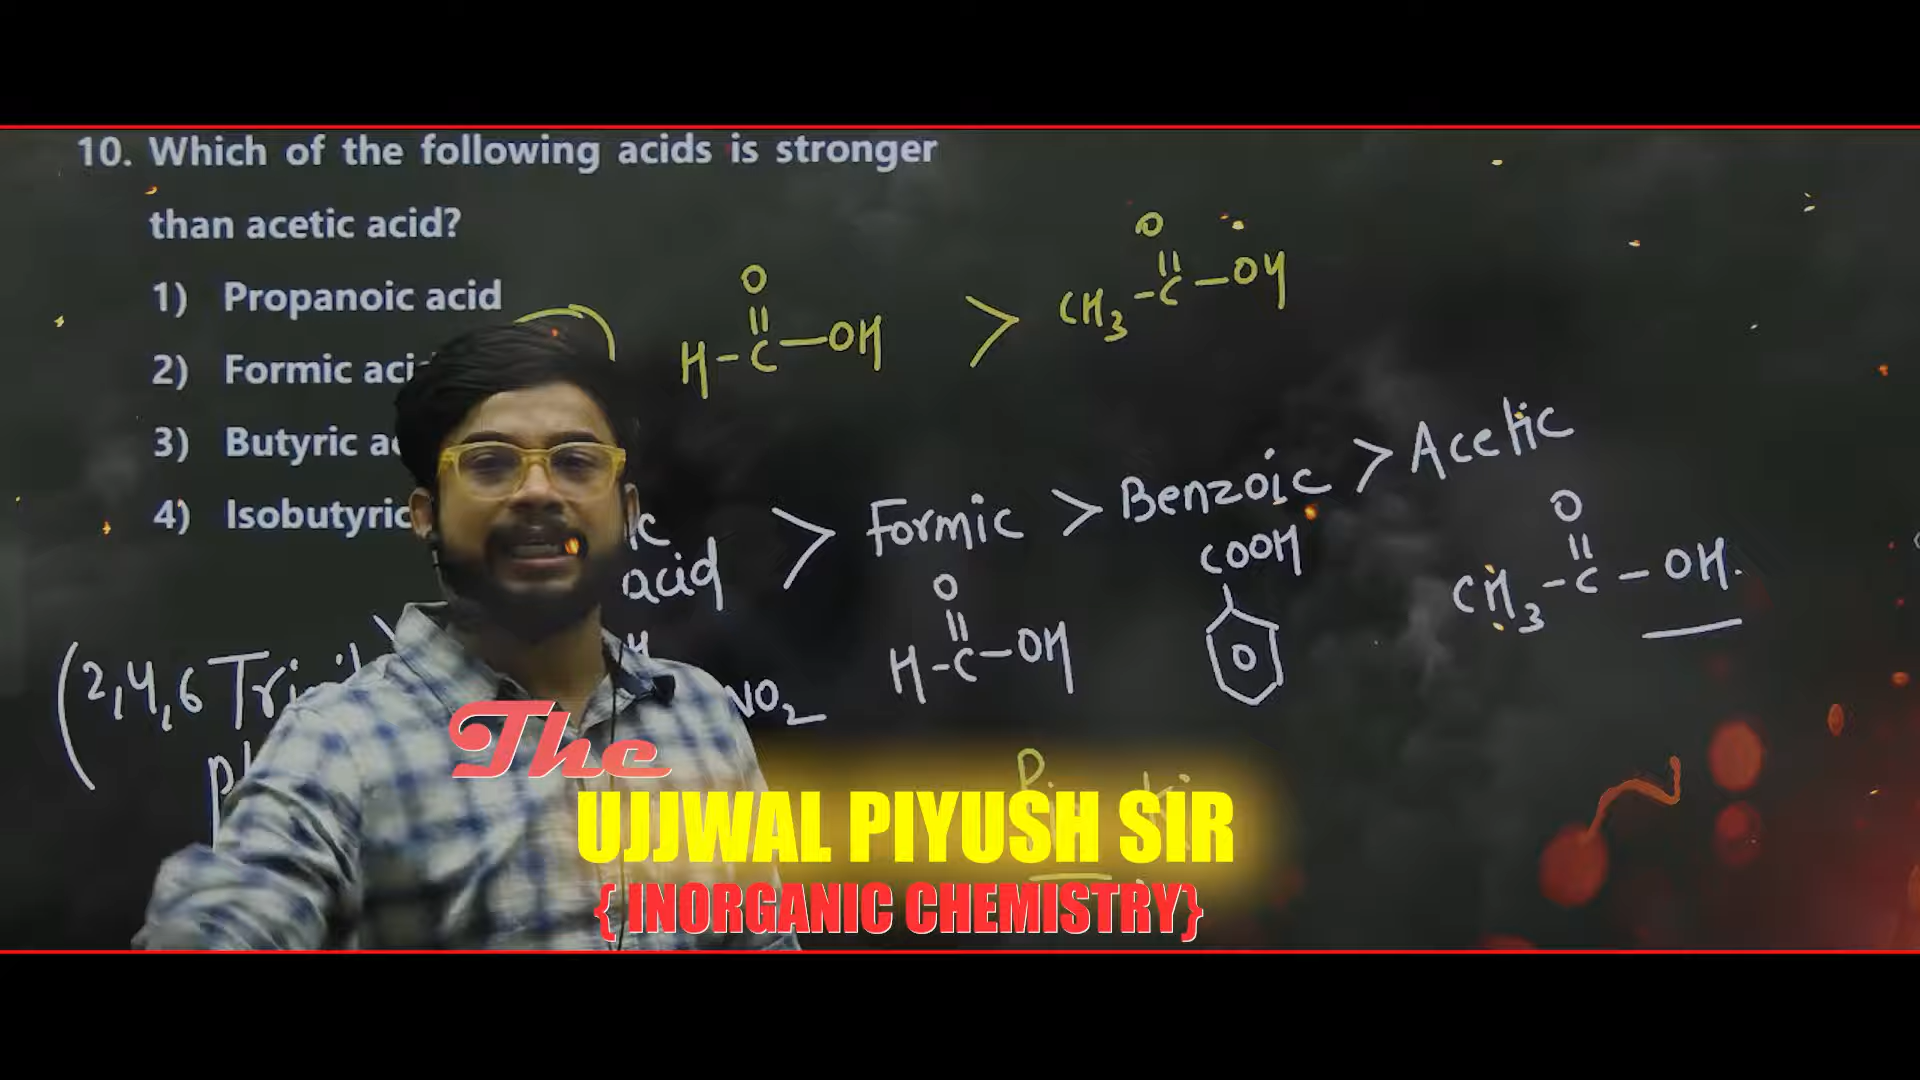 10. Which of the following acids is stronger
than acetic acid?
1) Propanoic acid
2) Formic aci
3) Butyric a
4) Isobutyric
O
H-C-OH
>
O
CH3-C-OH
acid
> Formic > Benzoic > Acetic
O
H-C-OH
COOH
O
CH3-C-OH.
(2,4,6 Tri
NO2
The
UJJWAL PIYUSH SIR
{ INORGANIC CHEMISTRY}